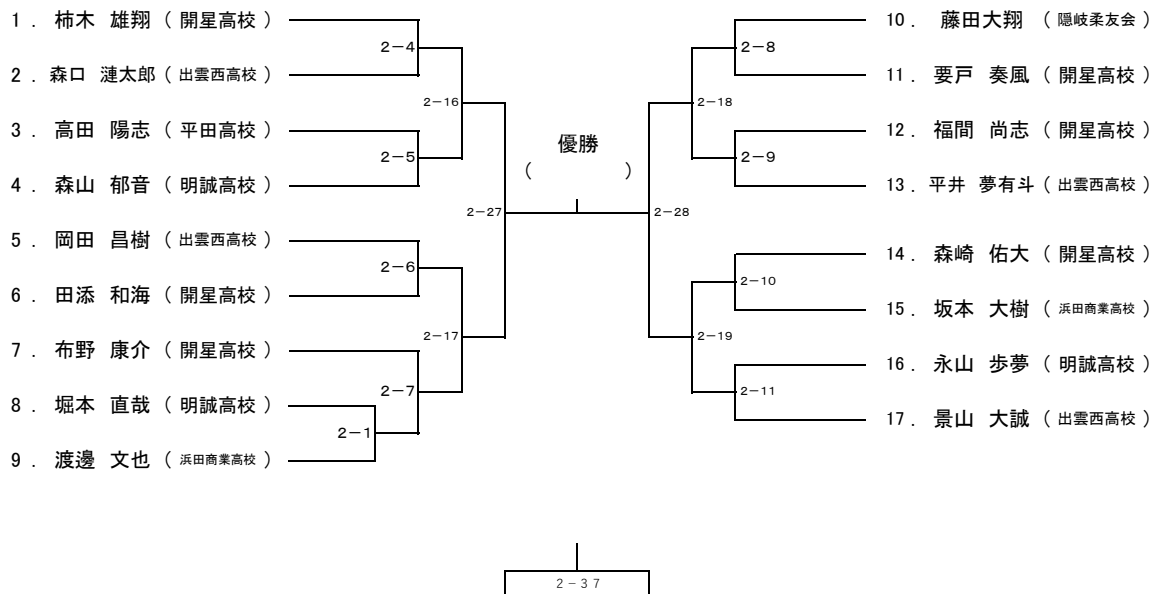 1． 柿木 雄翔 （ 開星高校 ）
2－4
2． 森口 漣太郎 （ 出雲西高校 ）
2－16
3． 高田 陽志 （ 平田高校 ）
2－5
4． 森山 郁音 （ 明誠高校 ）
2－27
5． 岡田 昌樹 （ 出雲西高校 ）
2－6
6． 田添 和海 （ 開星高校 ）
2－17
7． 布野 康介 （ 開星高校 ）
2－7
8． 堀本 直哉 （ 明誠高校 ）
2－1
9． 渡邊 文也 （ 浜田商業高校 ）
優勝
（ ）
10． 藤田大翔 （ 隠岐柔友会 ）
2－8
11． 要戸 奏風 （ 開星高校 ）
2－18
12． 福間 尚志 （ 開星高校 ）
2－9
13． 平井 夢有斗 （ 出雲西高校 ）
2－28
14． 森崎 佑大 （ 開星高校 ）
2－10
15． 坂本 大樹 （ 浜田商業高校 ）
2－19
16． 永山 歩夢 （ 明誠高校 ）
2－11
17． 景山 大誠 （ 出雲西高校 ）
2－37